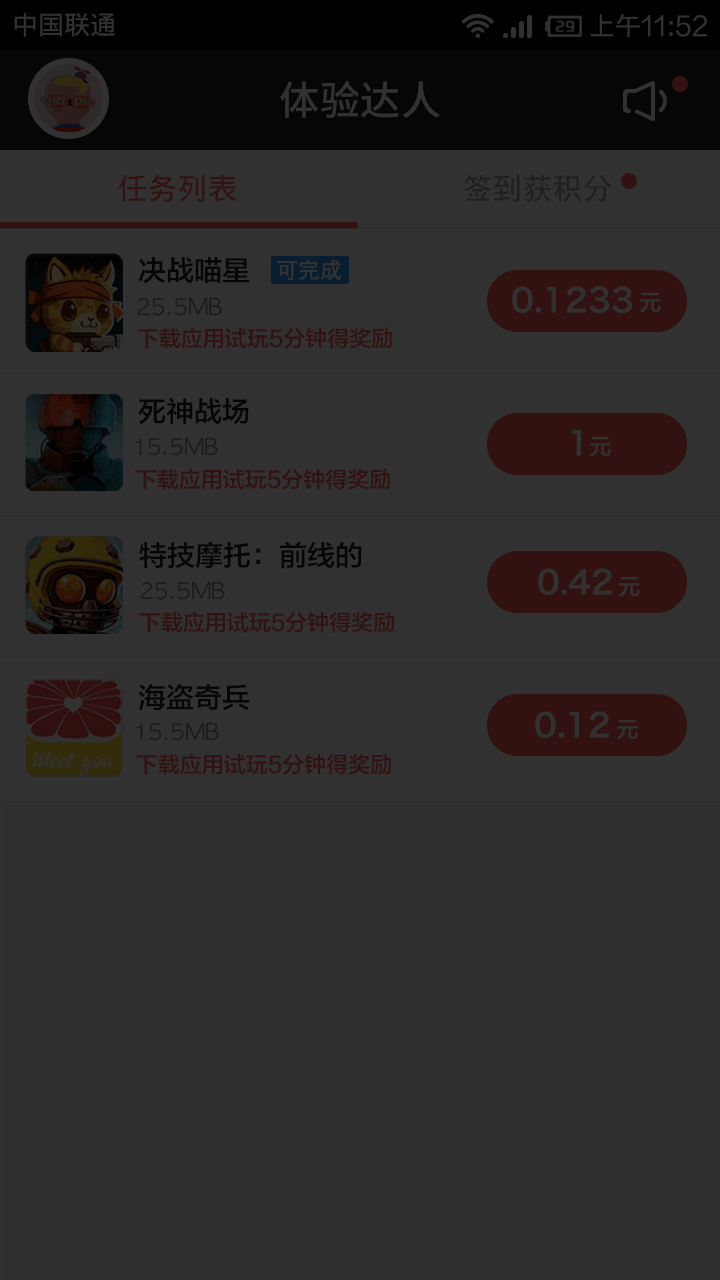 中国联通 29 上午11:52
体验达人
任务列表 签到获积分
决战喵星 可完成
25.5MB
下载应用试玩5分钟得奖励
0.1233元
死神战场
15.5MB
下载应用试玩5分钟得奖励
1元
特技摩托：前线的
25.5MB
下载应用试玩5分钟得奖励
0.42元
海盗奇兵
15.5MB
下载应用试玩5分钟得奖励
0.12元
Meet you